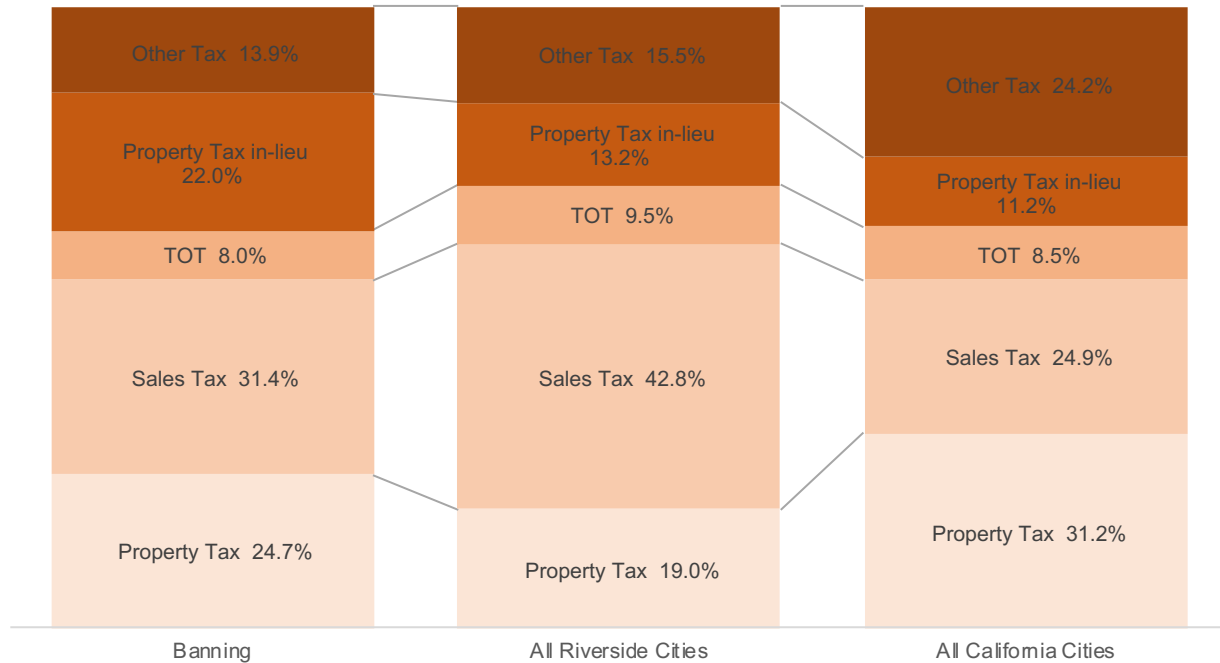 Other Tax 13.9%
Property Tax in-lieu
22.0%
TOT 8.0%
Sales Tax 31.4%
Property Tax 24.7%
Banning
Other Tax 15.5%
Property Tax in-lieu
13.2%
TOT 9.5%
Sales Tax 42.8%
Property Tax 19.0%
All Riverside Cities
Other Tax 24.2%
Property Tax in-lieu
11.2%
TOT 8.5%
Sales Tax 24.9%
Property Tax 31.2%
All California Cities